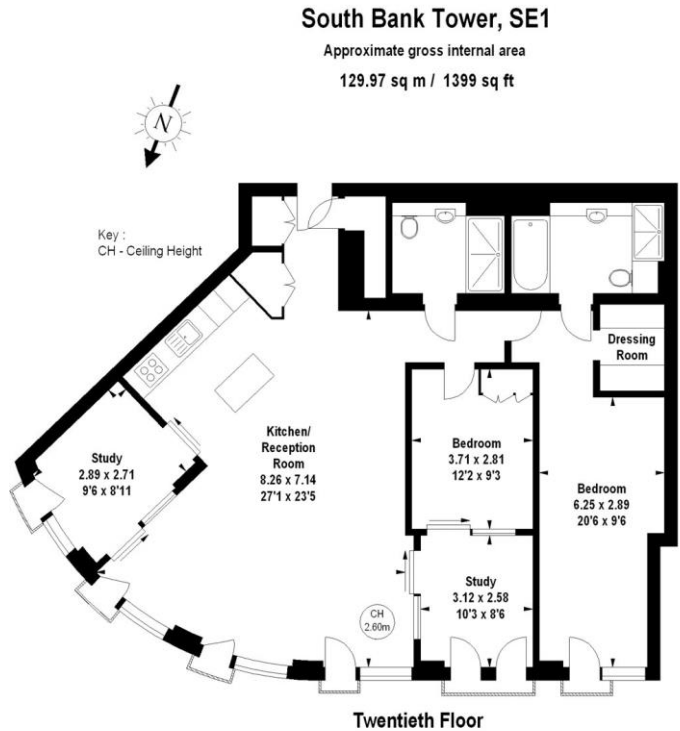 South Bank Tower, SE1
Approximate gross internal area
129.97 sq m / 1399 sq ft
N
Key :
CH - Ceiling Height
Dressing
Room
Kitchen/
Reception
Room
8.26 x 7.14
27'1 x 23'5
Bedroom
3.71 x 2.81
12'2 x 9'3
Study
2.89 x 2.71
9'6 x 8'11
Bedroom
6.25 x 2.89
20'6 x 9'6
Study
3.12 x 2.58
10'3 x 8'6
CH
2.60m
Twentieth Floor